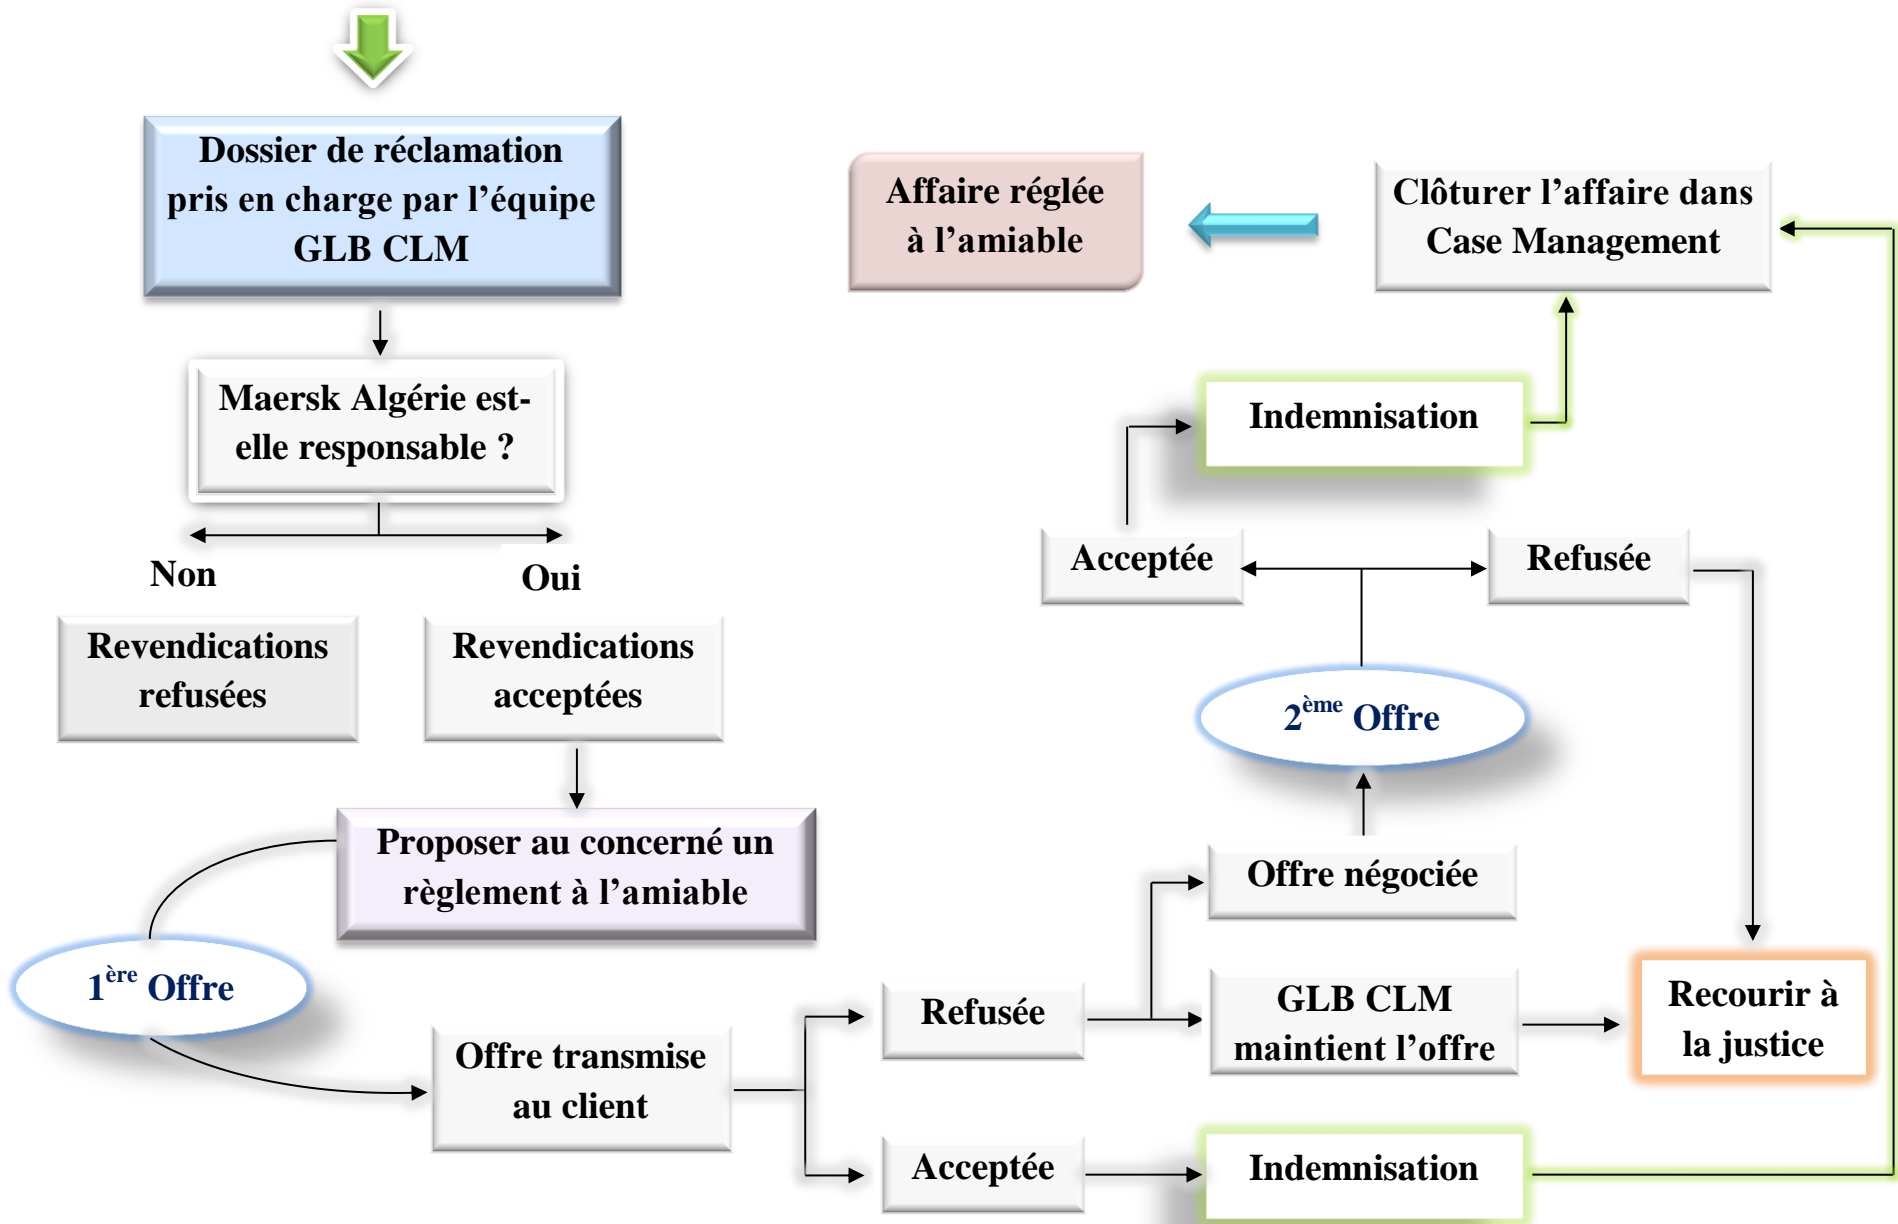 Dossier de réclamation
pris en charge par l’équipe
GLB CLM
Maersk Algérie est-
elle responsable ?
Non
Oui
Revendications
refusées
Revendications
acceptées
Proposer au concerné un
règlement à l’amiable
1ère Offre
Offre transmise
au client
Refusée
Acceptée
Offre négociée
GLB CLM
maintient l’offre
Indemnisation
Recourir à
la justice
2ème Offre
Acceptée
Refusée
Indemnisation
Clôturer l’affaire dans
Case Management
Affaire réglée
à l’amiable